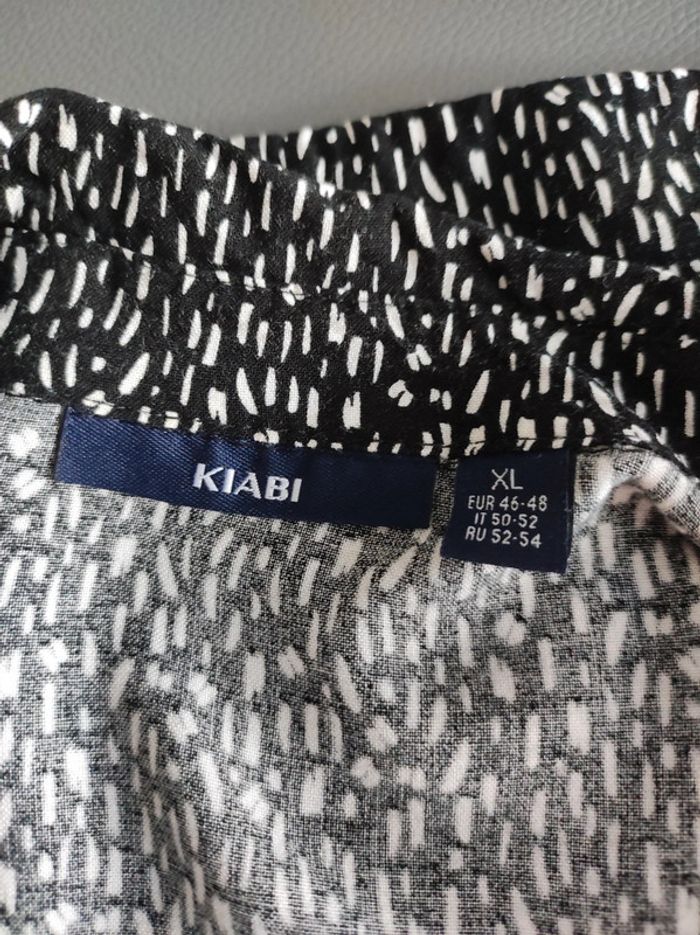 KIABI
XL
EUR 46-48
IT 50-52
RU 52-54